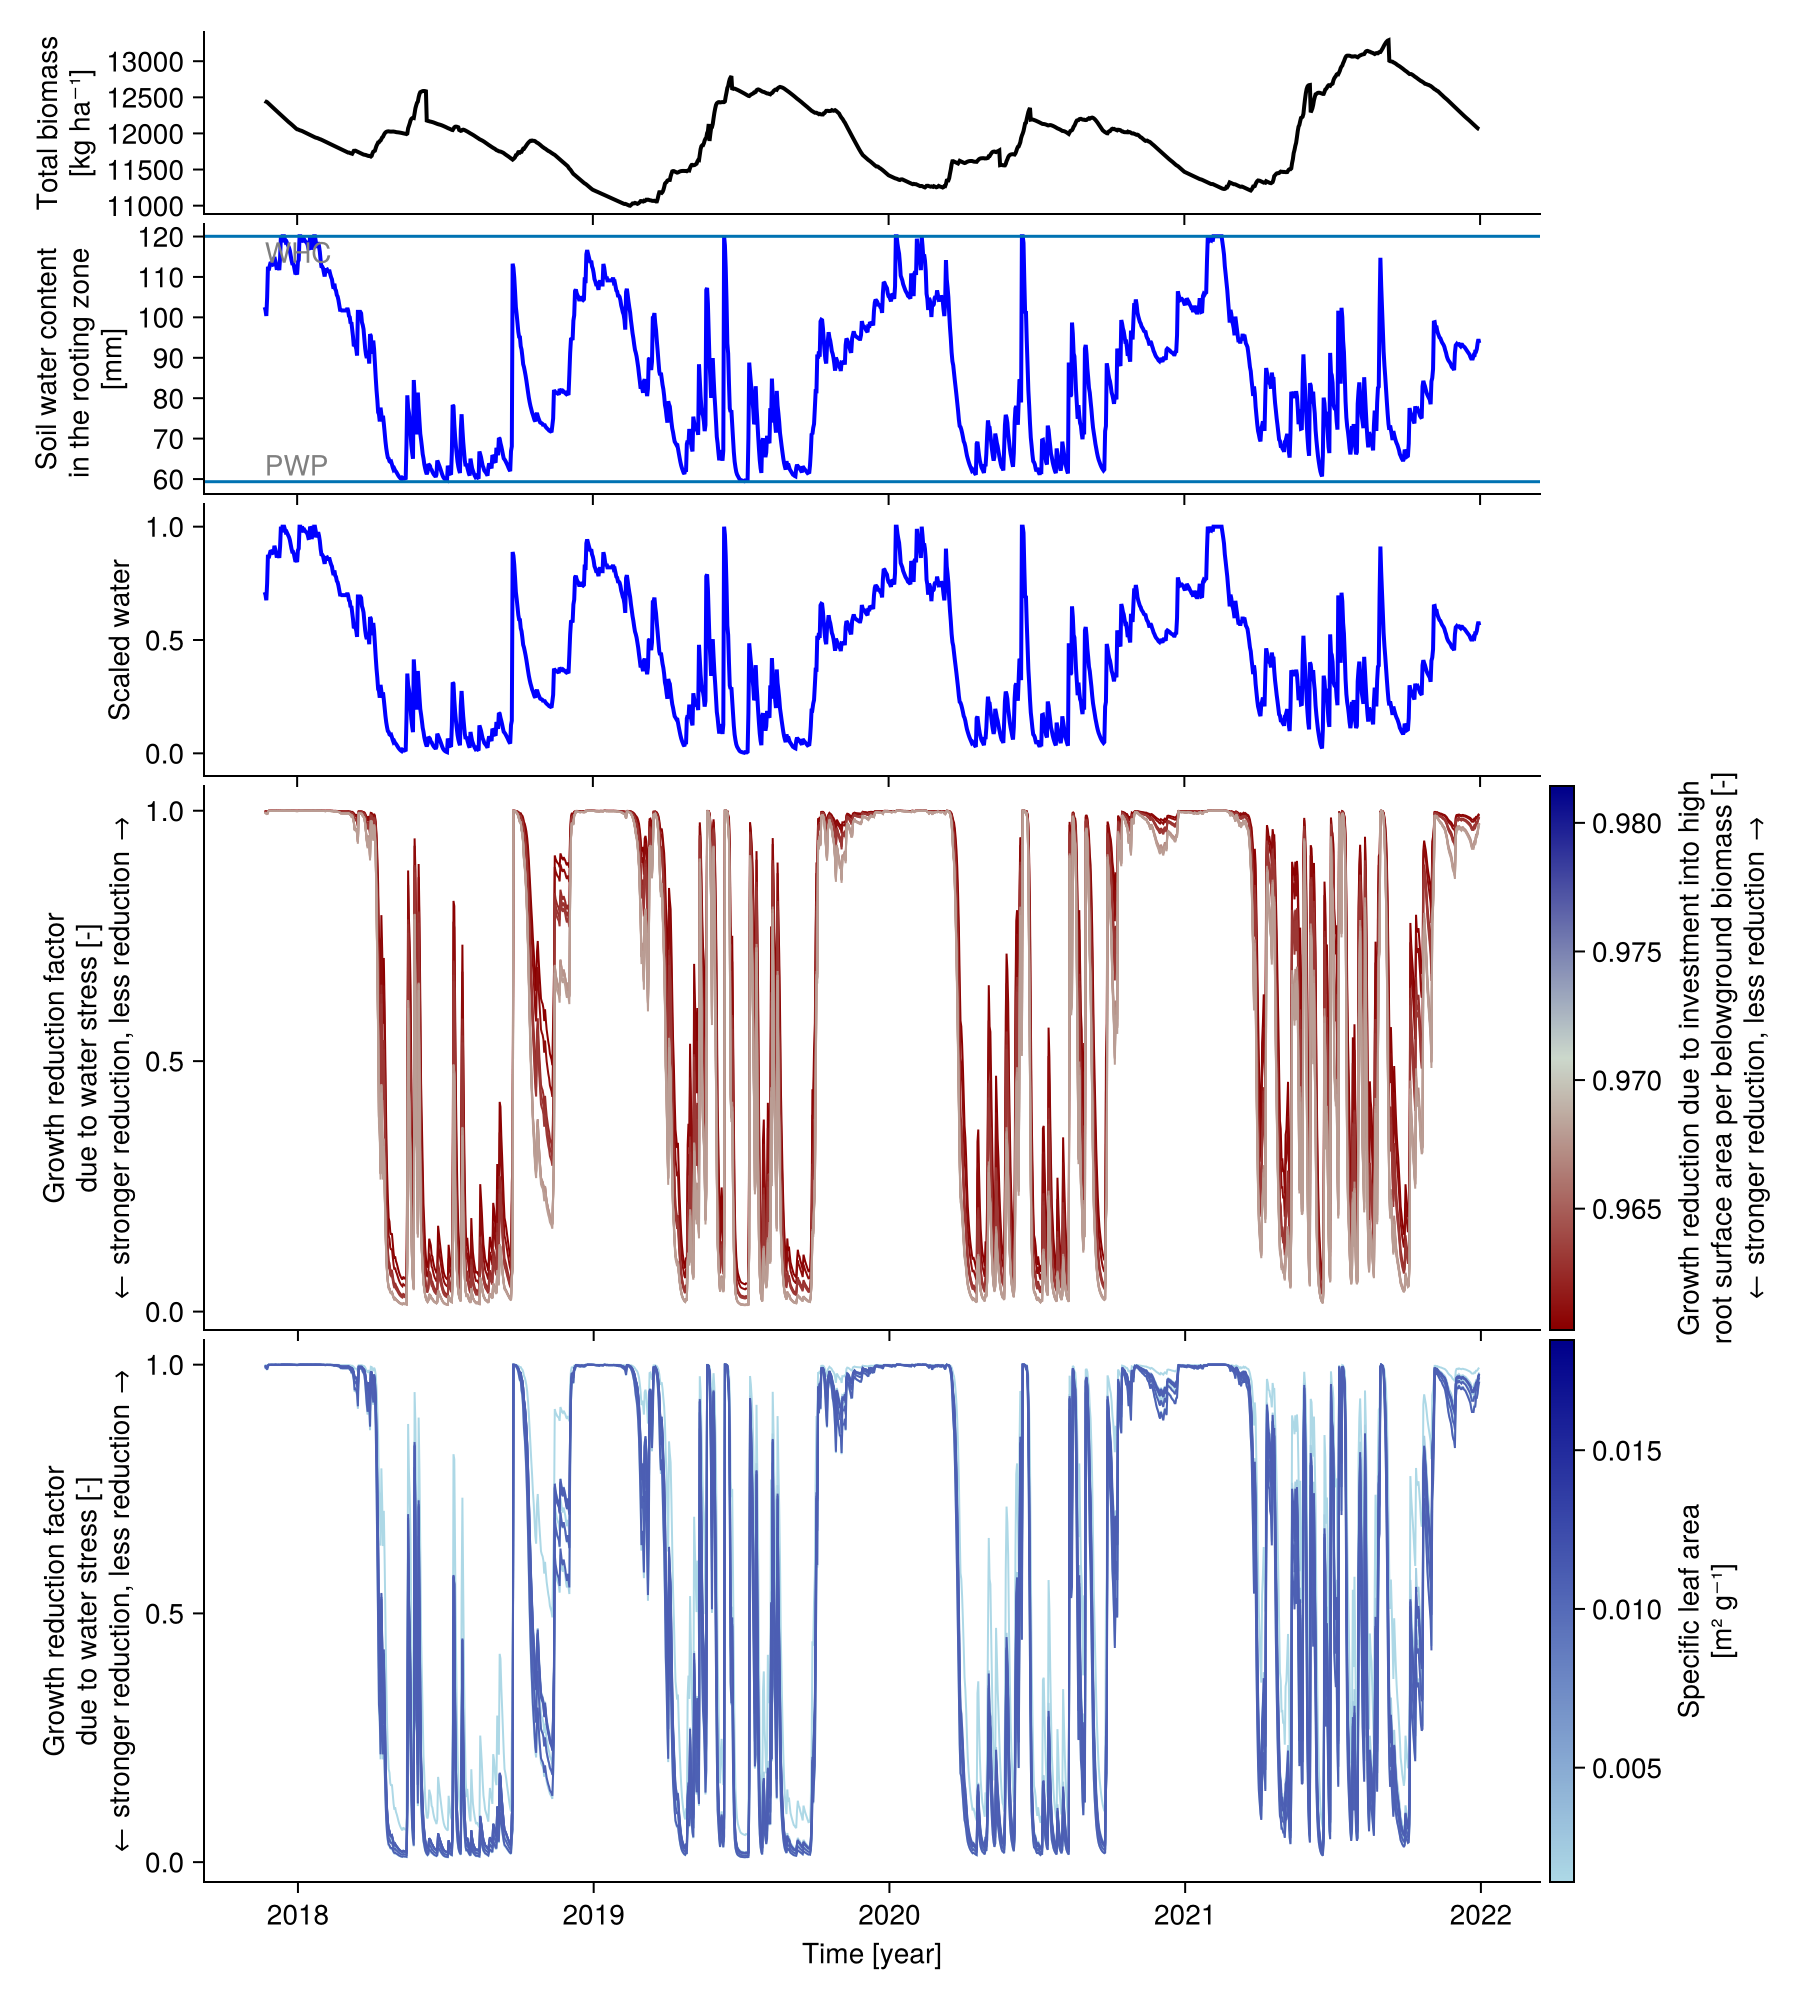 Total biomass
[kg ha⁻¹]
13000
12500
12000
11500
11000
Soil water content
in the rooting zone
[mm]
120
110
100
90
80
70
60
WHC
PWP
Scaled water
1.0
0.5
0.0
Growth reduction factor
due to water stress [-]
← stronger reduction, less reduction →
1.0
0.5
0.0
0.980
0.975
0.970
0.965
Growth reduction due to investment into high
root surface area per belowground biomass [-]
← stronger reduction, less reduction →
Growth reduction factor
due to water stress [-]
← stronger reduction, less reduction →
1.0
0.5
0.0
0.015
0.010
0.005
Specific leaf area
[m² g⁻¹]
2018
2019
2020
2021
2022
Time [year]